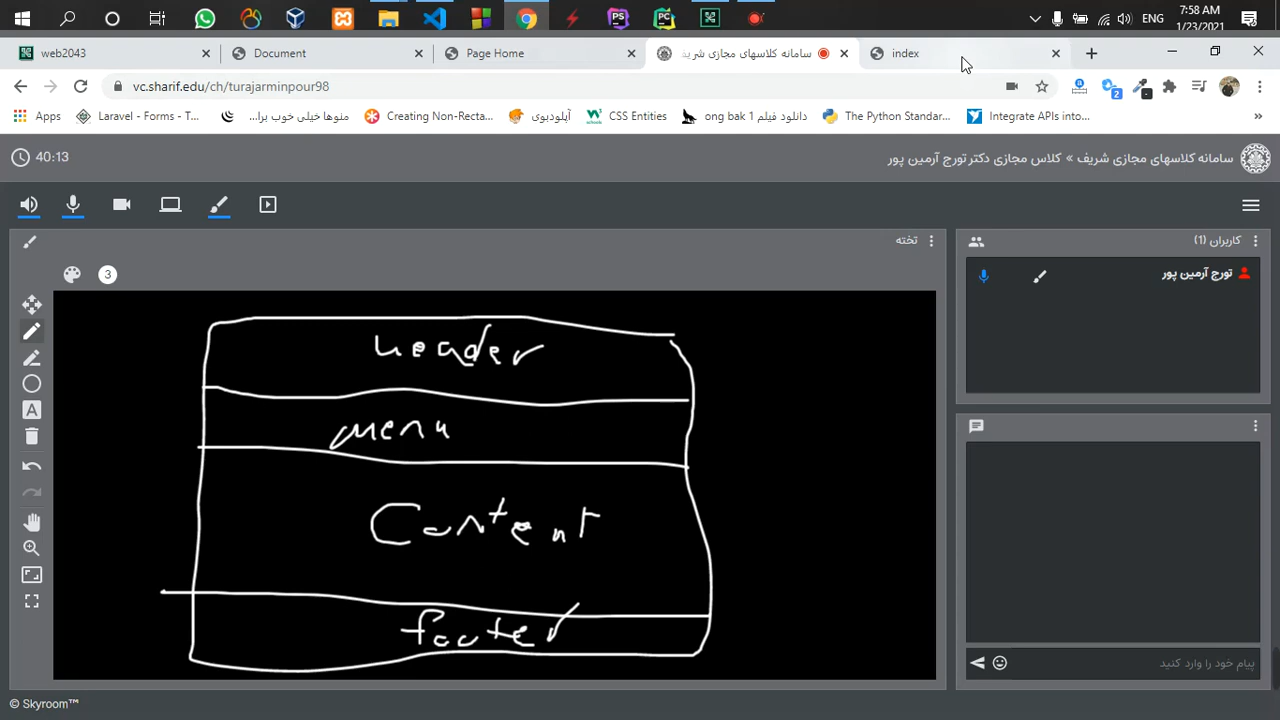 7:58 AM
ENG
1/23/2021
web2043
Document
Page Home
سامانه کلاسهای مجازی شریف
index
vc.sharif.edu/ch/turajarminpour98
2
Apps
Laravel - Forms - T...
منوها خیلی خوب پرا...
Creating Non-Recta...
آپلودبوی
CSS Entities
دانلود فیلم ong bak 1
The Python Standar...
Integrate APIs into...
40:13
سامانه کلاسهای مجازی شریف » کلاس مجازی دکتر تورج آرمین پور
تخته
کاربران (1)
3
تورج آرمین پور
header
menu
Content
footer
پیام خود را وارد کنید
© Skyroom™